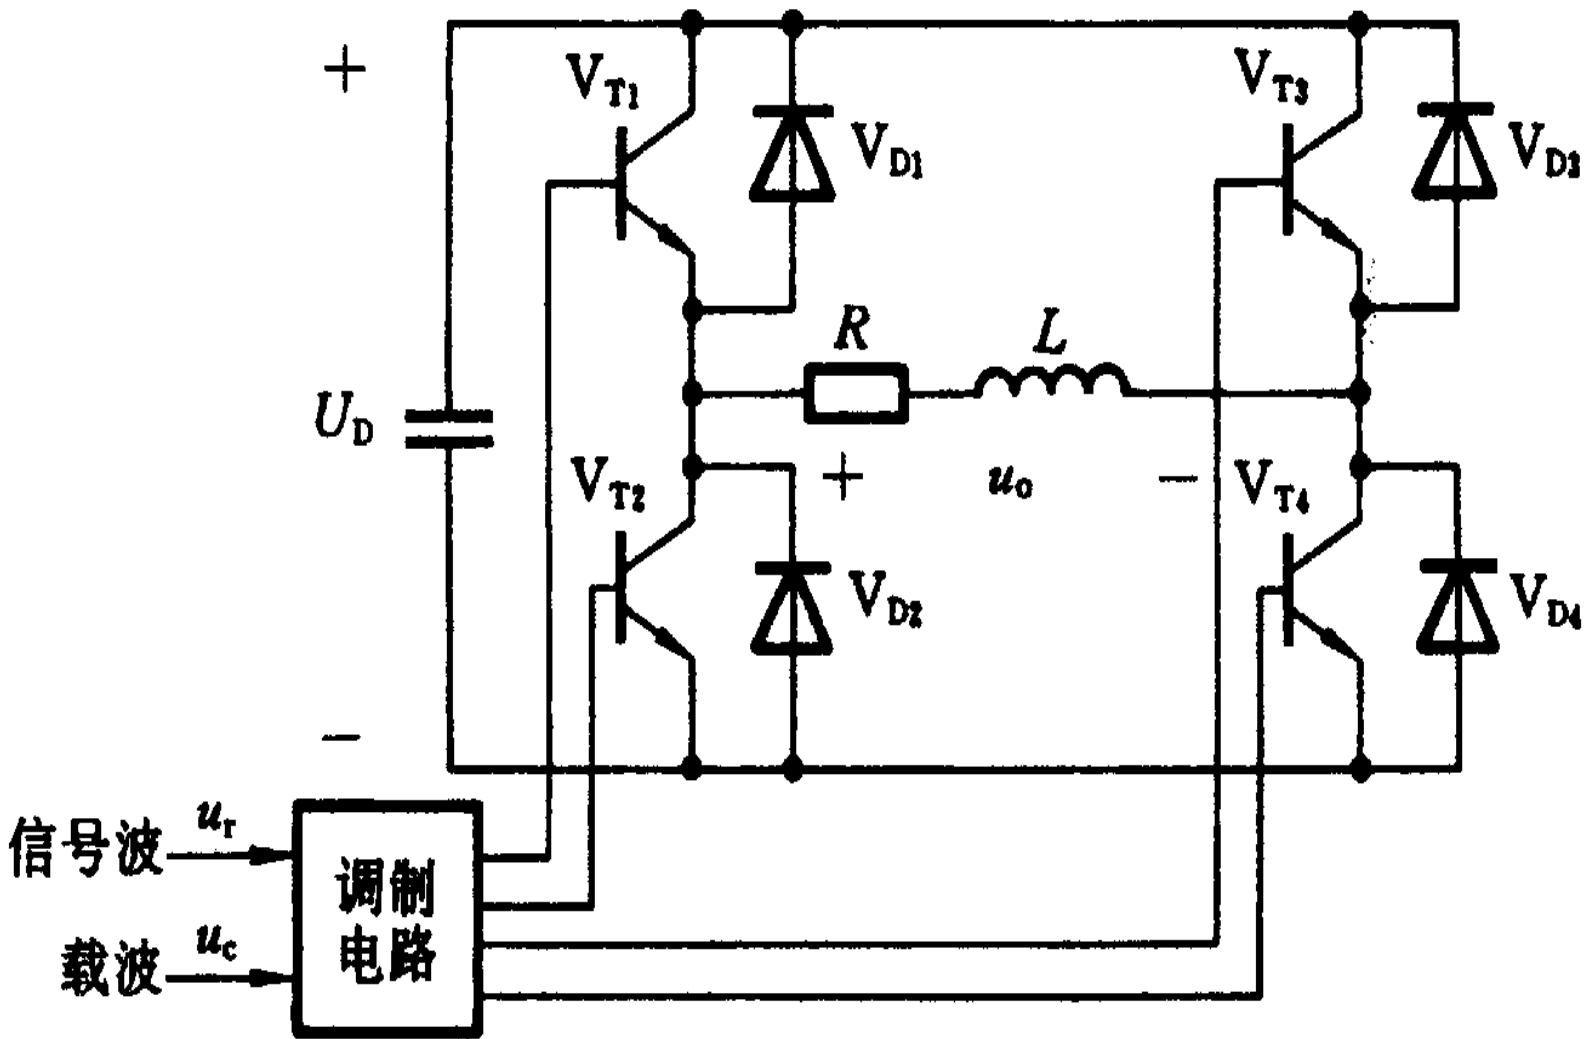 +
V_T1
V_D1
V_T3
V_D3
R
L
U_D
V_T2
+ u_o −
V_T4
V_D2
V_D4
−
信号波 u_r
调制
电路
载波 u_c